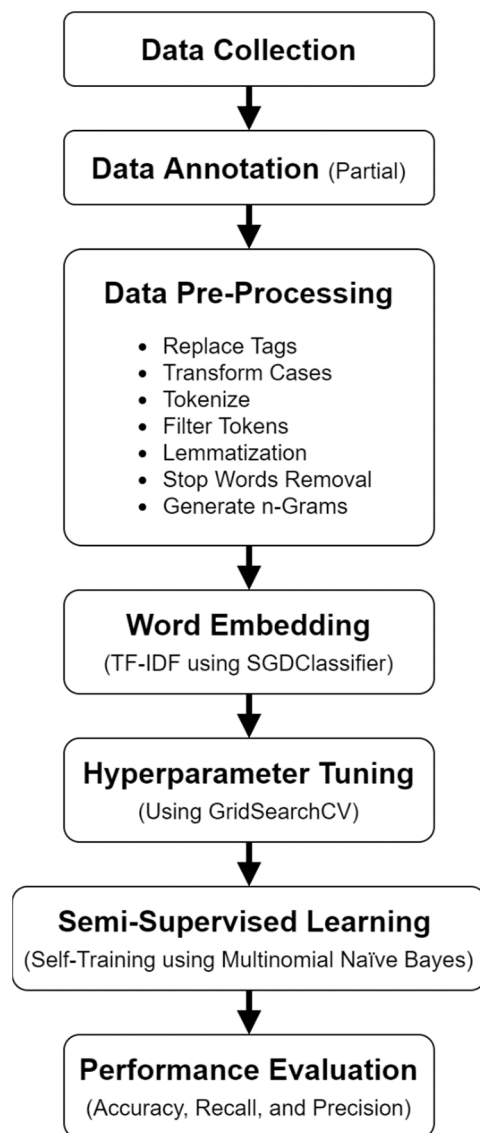 Data Collection
Data Annotation (Partial)
Data Pre-Processing
• Replace Tags
• Transform Cases
• Tokenize
• Filter Tokens
• Lemmatization
• Stop Words Removal
• Generate n-Grams
Word Embedding
(TF-IDF using SGDClassifier)
Hyperparameter Tuning
(Using GridSearchCV)
Semi-Supervised Learning
(Self-Training using Multinomial Naïve Bayes)
Performance Evaluation
(Accuracy, Recall, and Precision)